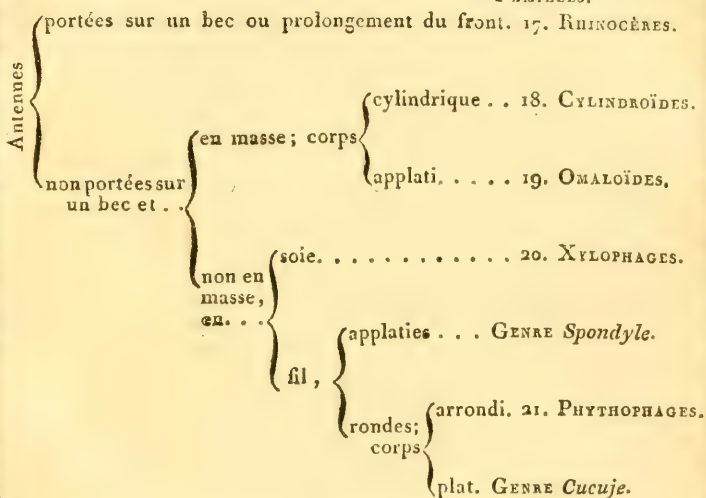 portées sur un bec ou prolongement du front. 17. RHINOCÈRES.
Antennes
cylindrique . . 18. CYLINDROÏDES.
en masse; corps
applati. . . . . 19. OMALOÏDES,
non portées sur
un bec et . .
soie. . . . . . . . . . . . 20. XYLOPHAGES.
non en
masse,
en. . .
applaties . . . GENRE Spondyle.
fil,
arrondi. 21. PHYTHOPHAGES.
rondes;
corps
plat. GENRE Cucuje.